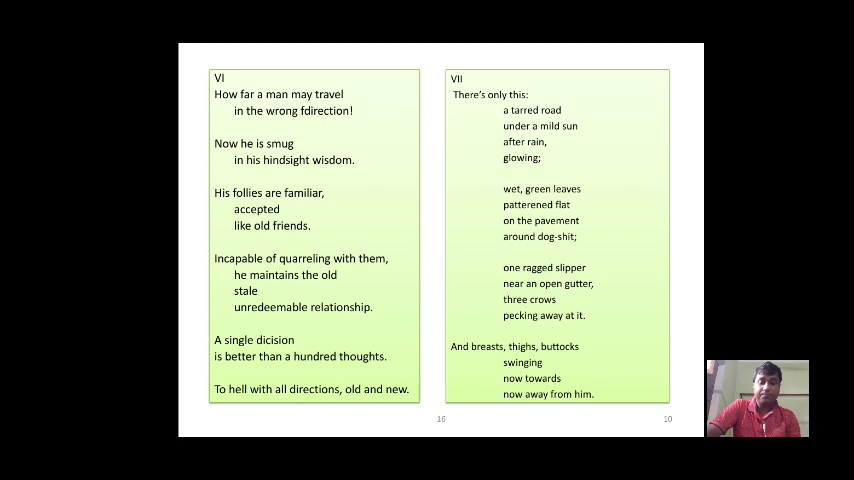 VI
How far a man may travel
in the wrong fdirection!
Now he is smug
in his hindsight wisdom.
His follies are familiar,
accepted
like old friends.
Incapable of quarreling with them,
he maintains the old
stale
unredeemable relationship.
A single dicision
is better than a hundred thoughts.
To hell with all directions, old and new.
VII
There's only this:
a tarred road
under a mild sun
after rain,
glowing;
wet, green leaves
patterened flat
on the pavement
around dog-shit;
one ragged slipper
near an open gutter,
three crows
pecking away at it.
And breasts, thighs, buttocks
swinging
now towards
now away from him.
16
10